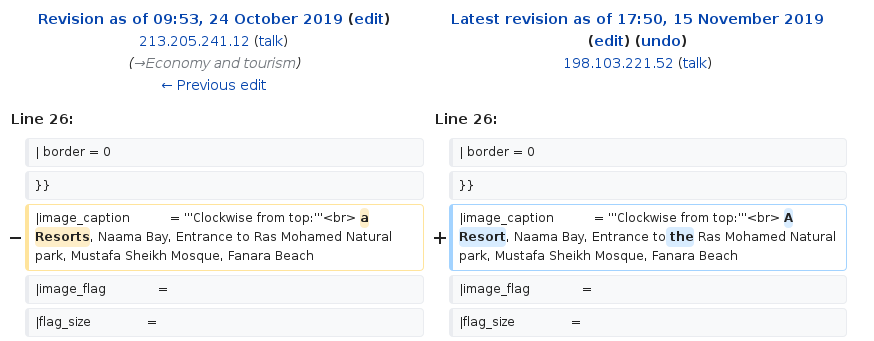 Revision as of 09:53, 24 October 2019 (edit)
213.205.241.12 (talk)
(→Economy and tourism)
← Previous edit
Latest revision as of 17:50, 15 November 2019
(edit) (undo)
198.103.221.52 (talk)
Line 26:
Line 26:
| border = 0
| border = 0
}}
}}
− |image_caption = '''Clockwise from top:'''<br> a
Resorts, Naama Bay, Entrance to Ras Mohamed Natural
park, Mustafa Sheikh Mosque, Fanara Beach
+ |image_caption = '''Clockwise from top:'''<br> A
Resort, Naama Bay, Entrance to the Ras Mohamed Natural
park, Mustafa Sheikh Mosque, Fanara Beach
|image_flag =
|image_flag =
|flag_size =
|flag_size =